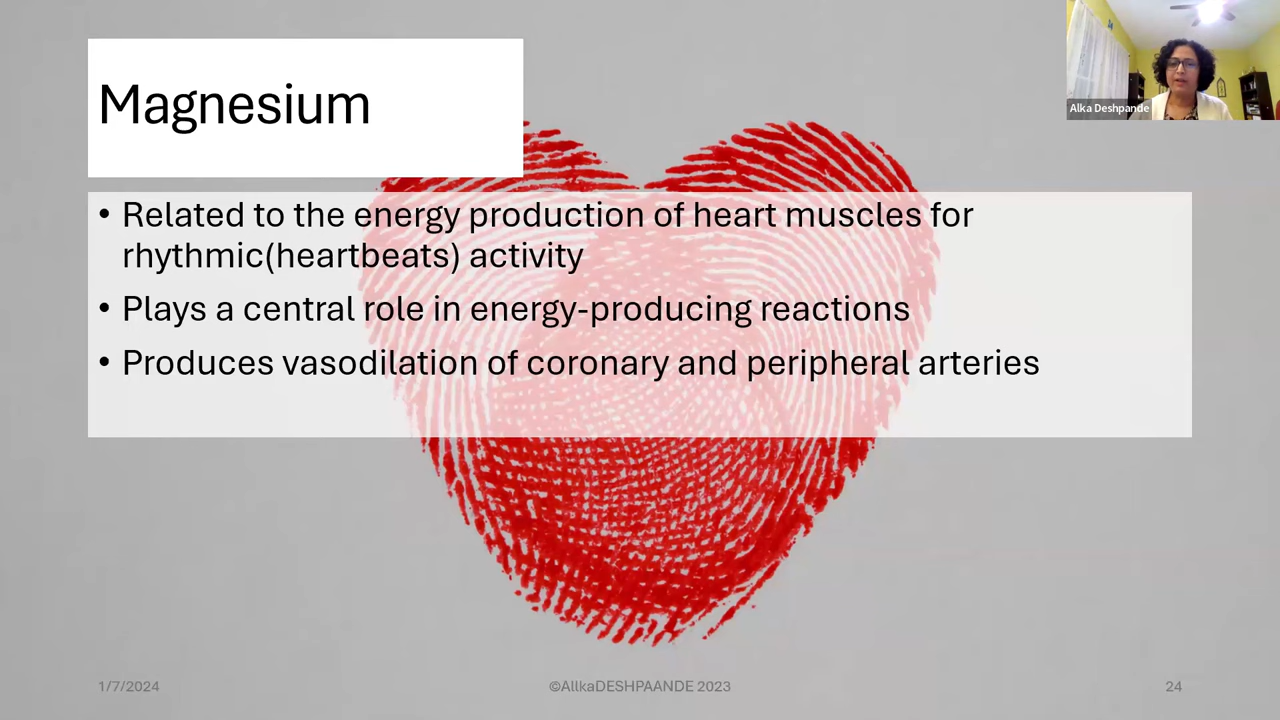 Magnesium
Alka Deshpande
• Related to the energy production of heart muscles for
rhythmic(heartbeats) activity
• Plays a central role in energy-producing reactions
• Produces vasodilation of coronary and peripheral arteries
1/7/2024
©AllkaDESHPAANDE 2023
24